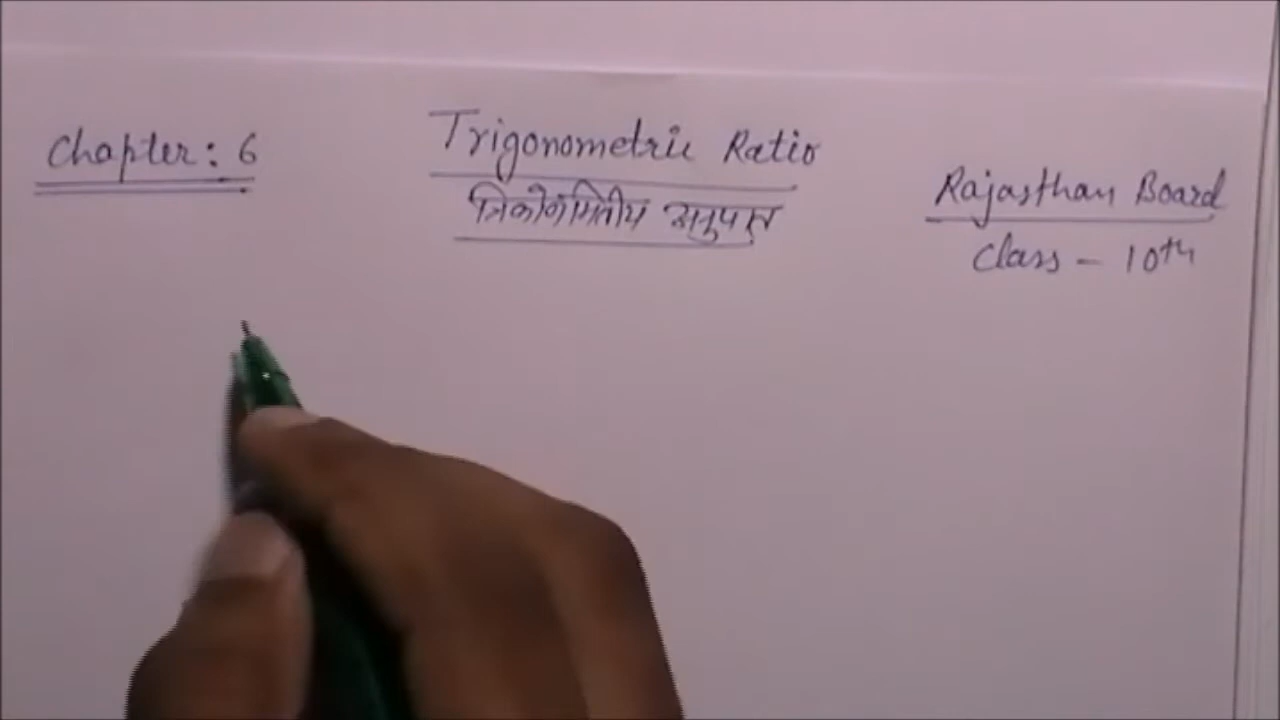 Chapter: 6
Trigonometric Ratio
त्रिकोणमितीय अनुपात
Rajasthan Board
Class - 10th